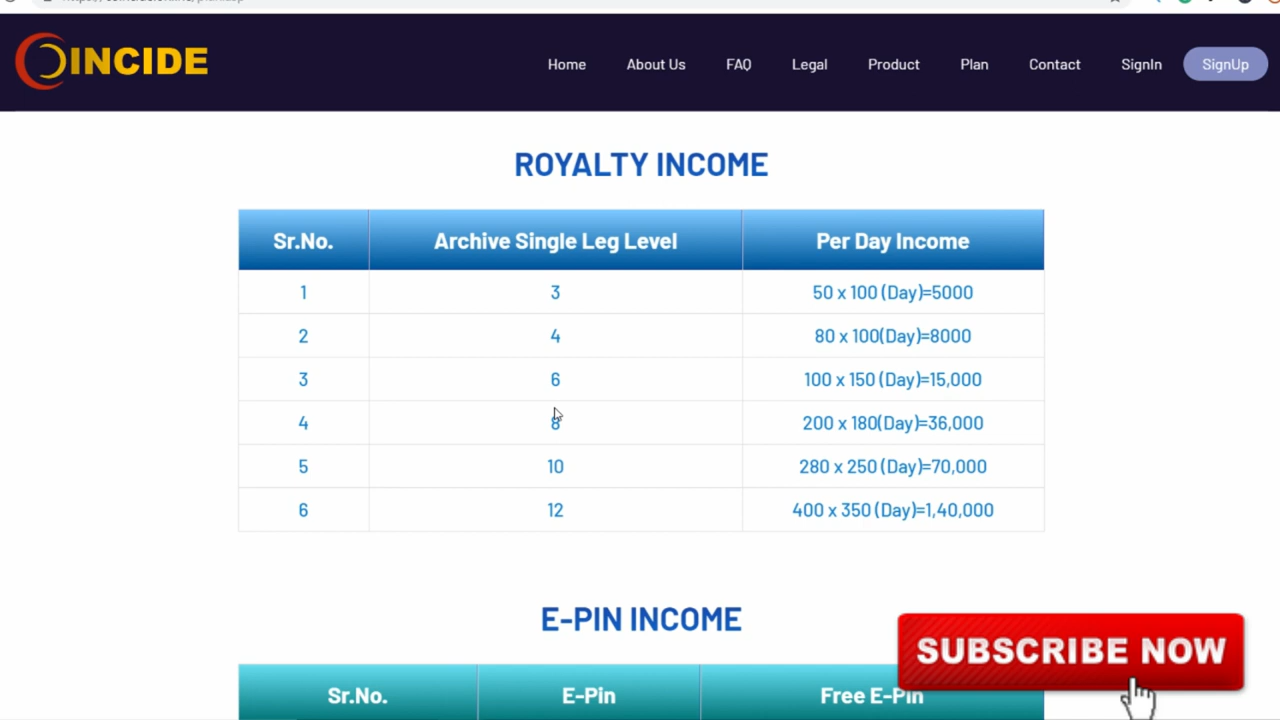 COINCIDE
Home About Us FAQ Legal Product Plan Contact SignIn SignUp
ROYALTY INCOME
Sr.No. Archive Single Leg Level Per Day Income
1 3 50 x 100 (Day)=5000
2 4 80 x 100(Day)=8000
3 6 100 x 150 (Day)=15,000
4 8 200 x 180(Day)=36,000
5 10 280 x 250 (Day)=70,000
6 12 400 x 350 (Day)=1,40,000
E-PIN INCOME
SUBSCRIBE NOW
Sr.No. E-Pin Free E-Pin